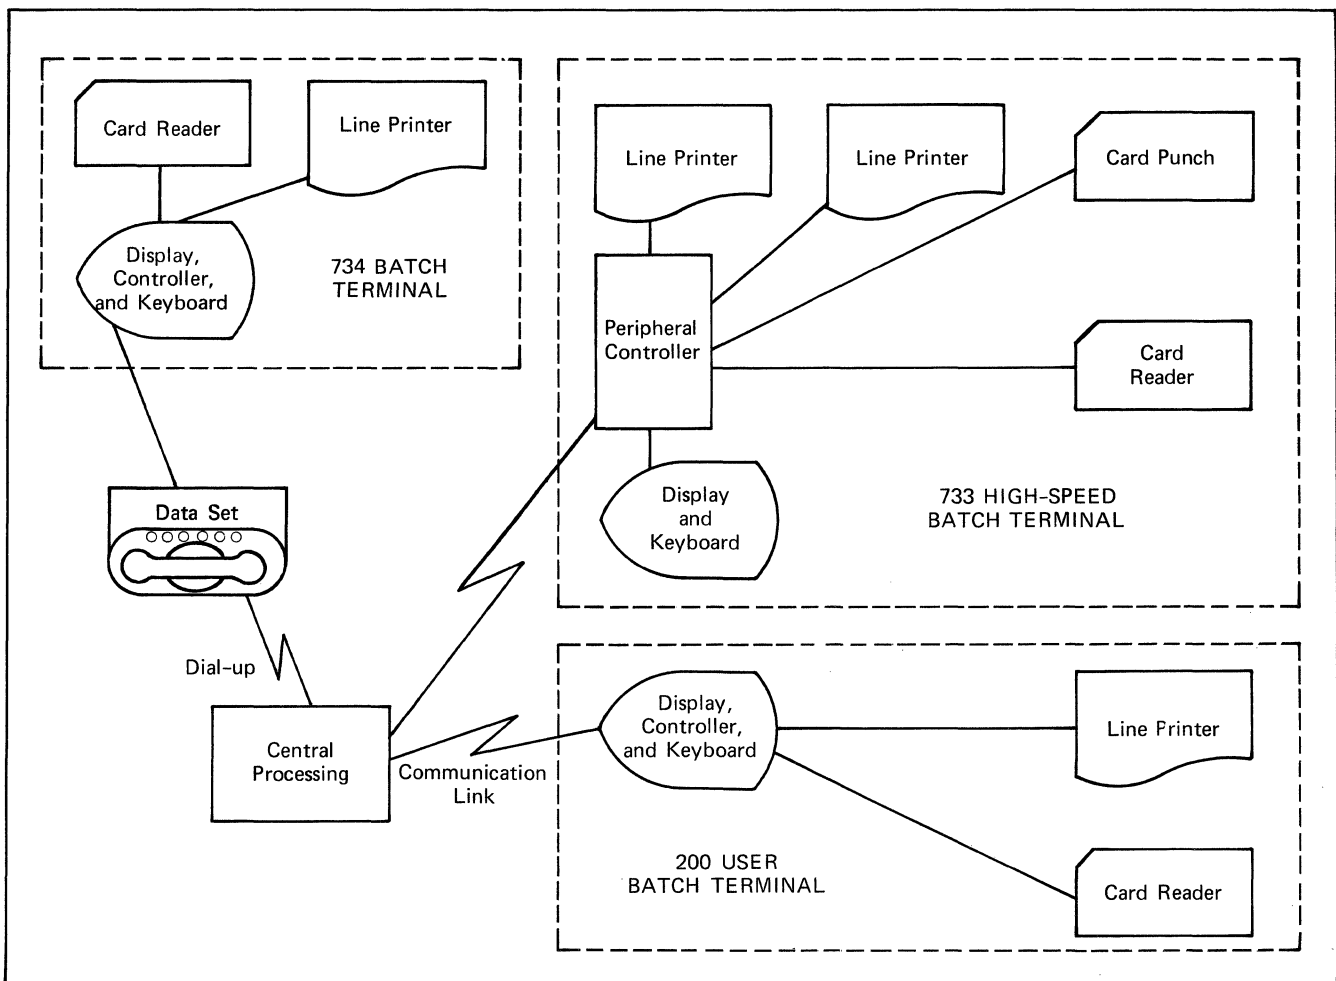 Card Reader
Line Printer
Display,
Controller,
and Keyboard
734 BATCH
TERMINAL
Data Set
Dial-up
Central
Processing
Communication
Link
Line Printer
Line Printer
Card Punch
Peripheral
Controller
Card
Reader
Display
and
Keyboard
733 HIGH-SPEED
BATCH TERMINAL
Display,
Controller,
and Keyboard
Line Printer
200 USER
BATCH TERMINAL
Card Reader